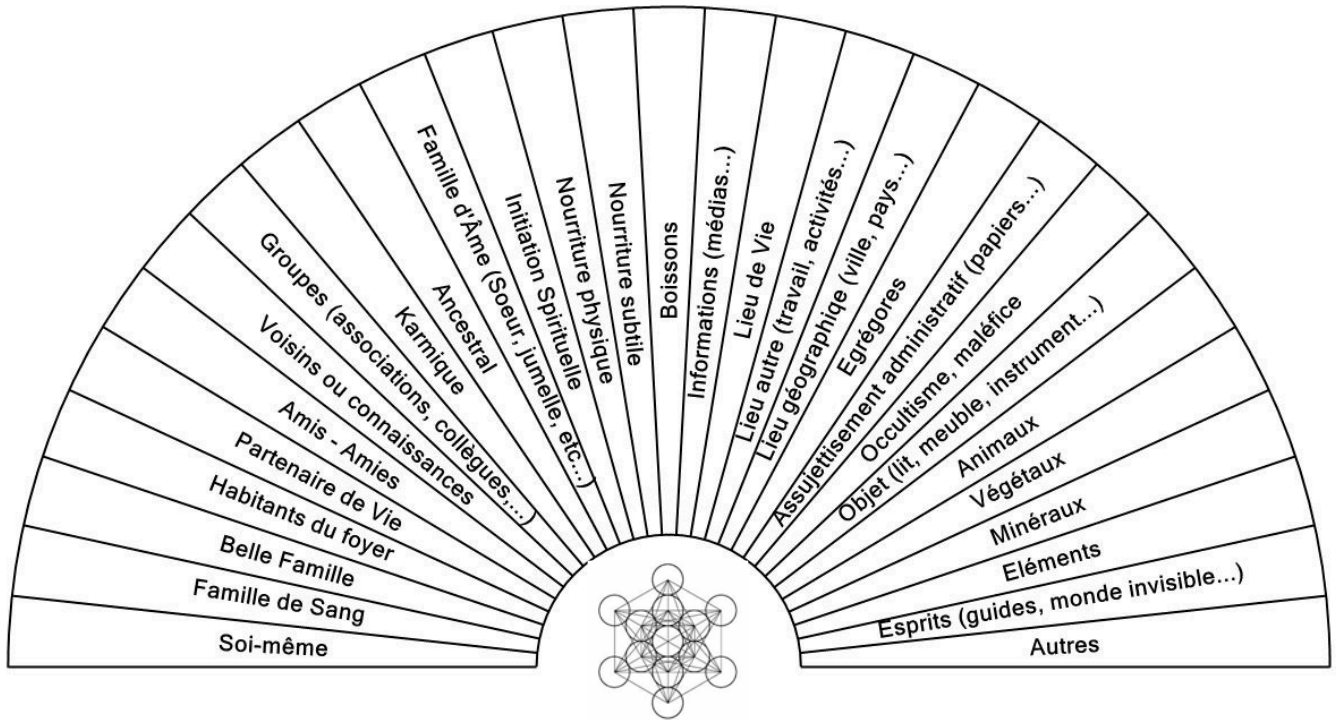 Soi-même
Famille de Sang
Belle Famille
Habitants du foyer
Partenaire de Vie
Amis - Amies
Voisins ou connaissances
Groupes (associations, collègues,...)
Karmique
Ancestral
Famille d'Âme (Soeur, jumelle, etc...)
Initiation Spirituelle
Nourriture physique
Nourriture subtile
Boissons
Informations (médias...)
Lieu de Vie
Lieu autre (travail, activités...)
Lieu géographiqe (ville, pays...)
Egrégores
Assujettisement administratif (papiers...)
Occultisme, maléfice
Objet (lit, meuble, instrument...)
Animaux
Végétaux
Minéraux
Eléments
Esprits (guides, monde invisible...)
Autres